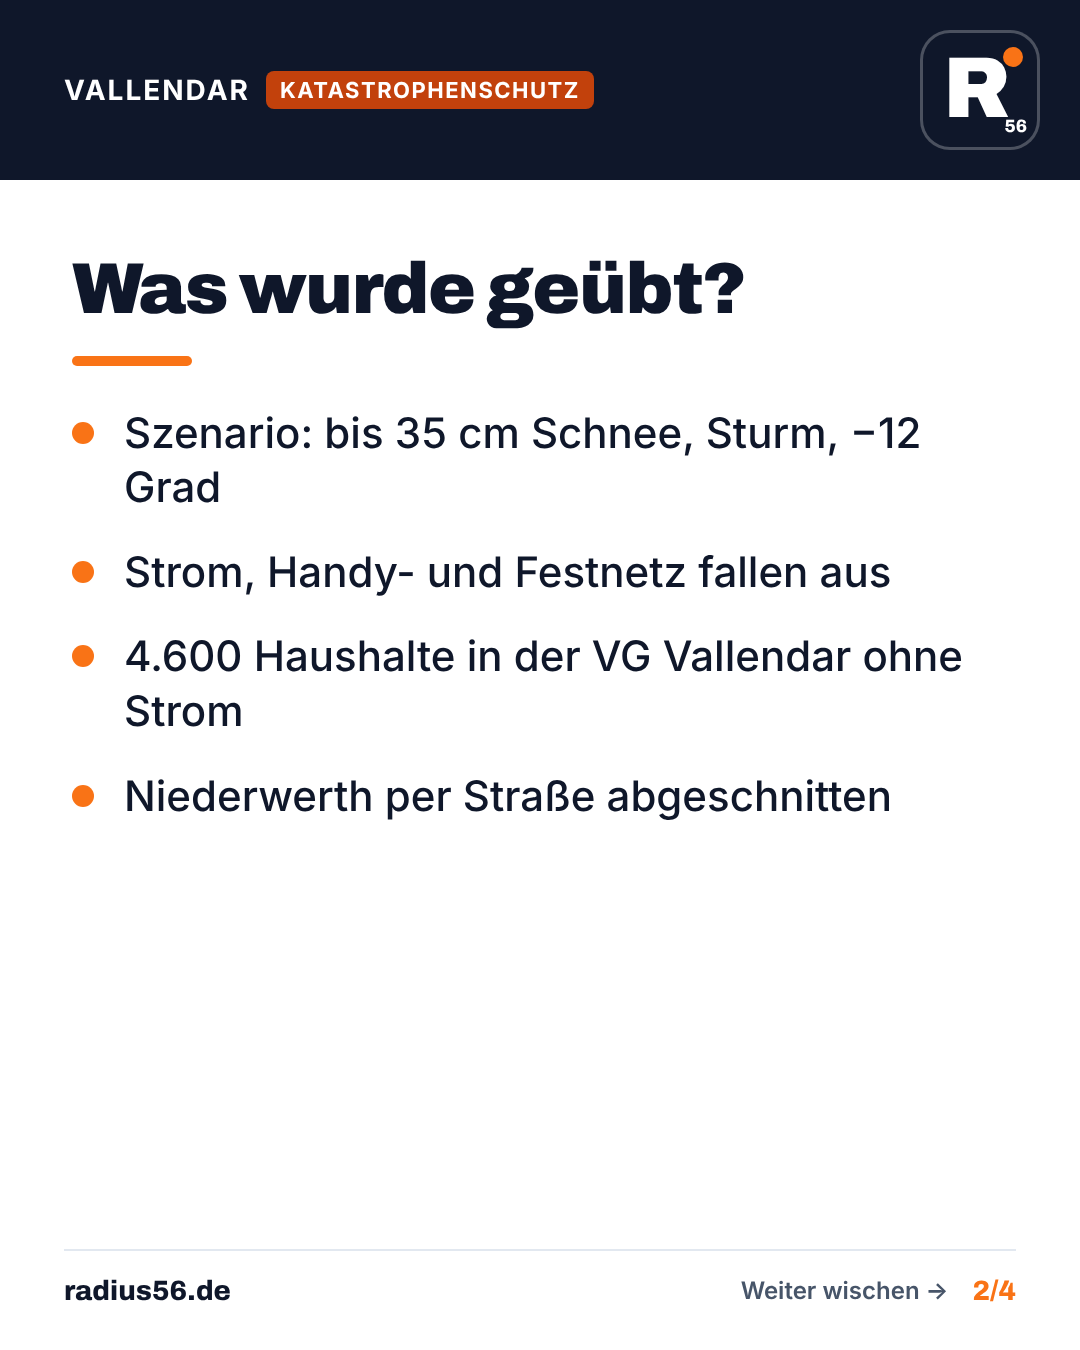 VALLENDAR KATASTROPHENSCHUTZ
R
56
Was wurde geübt?
Szenario: bis 35 cm Schnee, Sturm, −12
Grad
Strom, Handy- und Festnetz fallen aus
4.600 Haushalte in der VG Vallendar ohne
Strom
Niederwerth per Straße abgeschnitten
radius56.de
Weiter wischen → 2/4